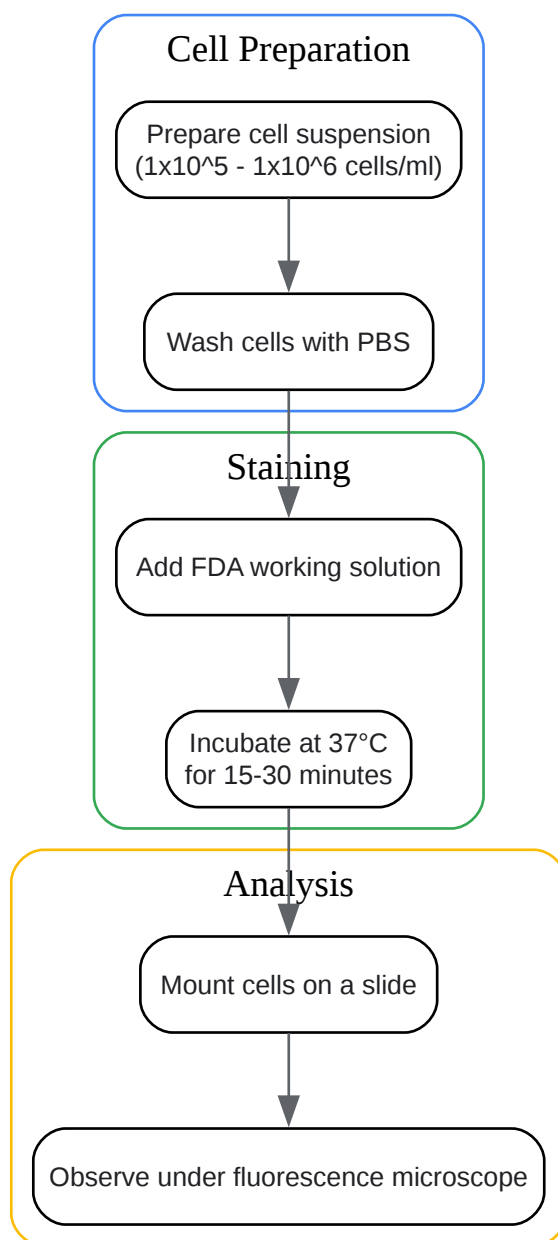 Cell Preparation
Prepare cell suspension
(1x10^5 - 1x10^6 cells/ml)
Wash cells with PBS
Staining
Add FDA working solution
Incubate at 37°C
for 15-30 minutes
Analysis
Mount cells on a slide
Observe under fluorescence microscope